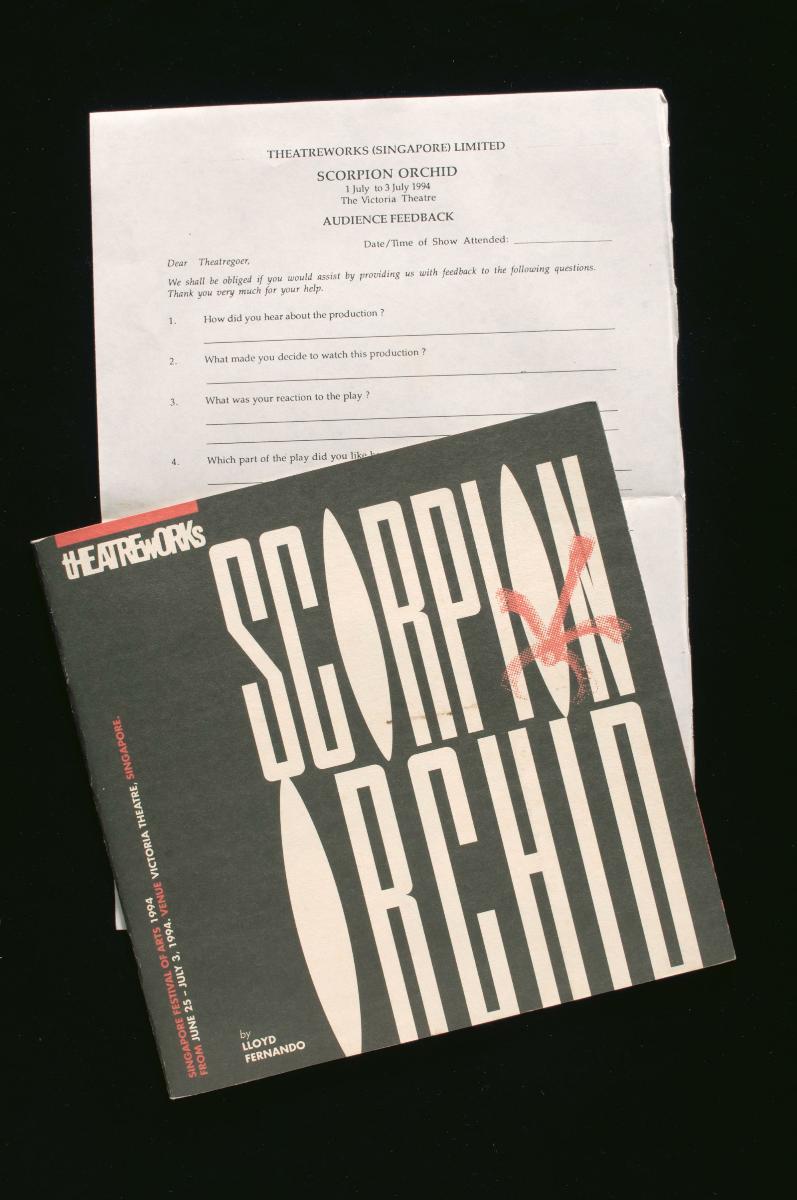 THEATREWORKS (SINGAPORE) LIMITED
SCORPION ORCHID
1 July to 3 July 1994
The Victoria Theatre
AUDIENCE FEEDBACK
Date/Time of Show Attended:
Dear Theatregoer,
We shall be obliged if you would assist by providing us with feedback to the following questions.
Thank you very much for your help.
1. How did you hear about the production ?
2. What made you decide to watch this production ?
3. What was your reaction to the play ?
4. Which part of the play did you like
tHEATREwORKs
SCORPION
ORCHID
by
LLOYD
FERNANDO
SINGAPORE FESTIVAL OF ARTS 1994
FROM JUNE 25 – JULY 3, 1994. VENUE VICTORIA THEATRE, SINGAPORE.